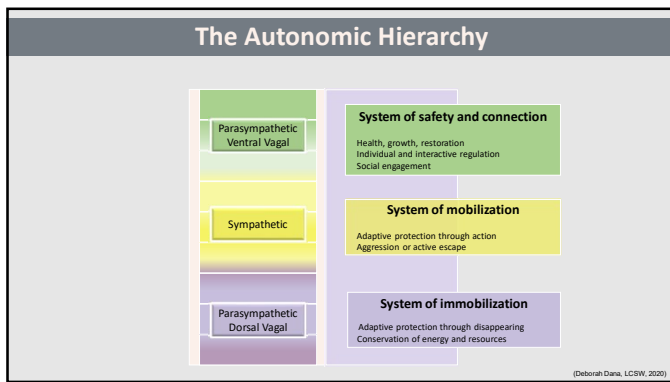 The Autonomic Hierarchy
Parasympathetic
Ventral Vagal
System of safety and connection
Health, growth, restoration
Individual and interactive regulation
Social engagement
Sympathetic
System of mobilization
Adaptive protection through action
Aggression or active escape
Parasympathetic
Dorsal Vagal
System of immobilization
Adaptive protection through disappearing
Conservation of energy and resources
(Deborah Dana, LCSW, 2020)